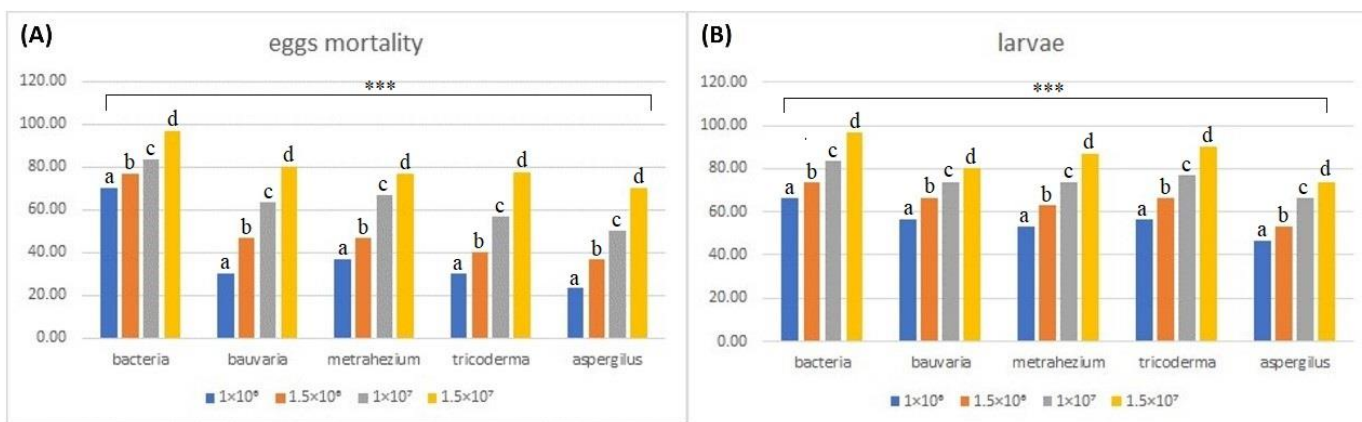 (A)
eggs mortality
120.00
100.00
80.00
60.00
40.00
20.00
0.00
***
a b c d
a b c d
a b c d
a b c d
a b c d
bacteria bauvaria metrahezium tricoderma aspergilus
1×10⁶ 1.5×10⁶ 1×10⁷ 1.5×10⁷
(B)
larvae
120.00
100.00
80.00
60.00
40.00
20.00
0.00
***
a b c d
a b c d
a b c d
a b c d
a b c d
bacteria bauvaria metrahezium tricoderma aspergilus
1×10⁶ 1.5×10⁶ 1×10⁷ 1.5×10⁷